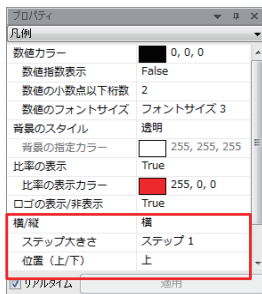 プロパティ
凡例
数値カラー 0, 0, 0
数値指数表示 False
数値の小数点以下桁数 2
数値のフォントサイズ フォントサイズ 3
背景のスタイル 透明
背景の指定カラー 255, 255, 255
比率の表示 True
比率の表示カラー 255, 0, 0
ロゴの表示/非表示 True
横/縦 横
ステップ大きさ ステップ 1
位置（上/下） 上
リアルタイム 適用